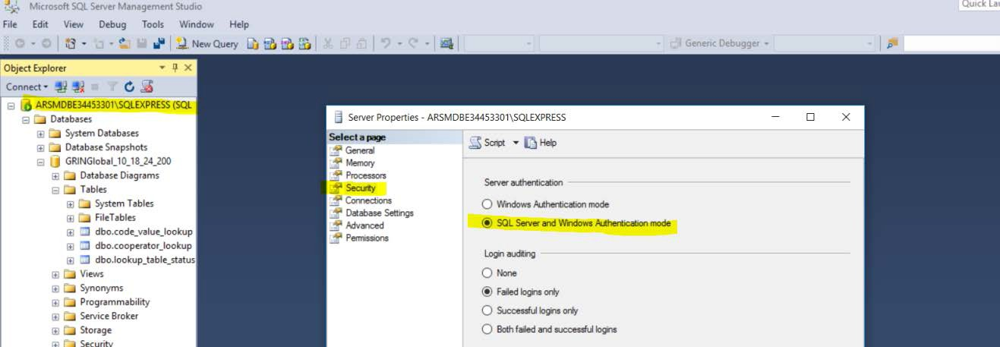 Microsoft SQL Server Management Studio
Quick Lau
File Edit View Debug Tools Window Help
New Query
Generic Debugger
Object Explorer
Connect
ARSMDBE34453301\SQLEXPRESS (SQL
Databases
System Databases
Database Snapshots
GRINGlobal_10_18_24_200
Database Diagrams
Tables
System Tables
FileTables
dbo.code_value_lookup
dbo.cooperator_lookup
dbo.lookup_table_status
Views
Synonyms
Programmability
Service Broker
Storage
Security
Server Properties - ARSMDBE34453301\SQLEXPRESS
Select a page
General
Memory
Processors
Security
Connections
Database Settings
Advanced
Permissions
Script Help
Server authentication
Windows Authentication mode
SQL Server and Windows Authentication mode
Login auditing
None
Failed logins only
Successful logins only
Both failed and successful logins